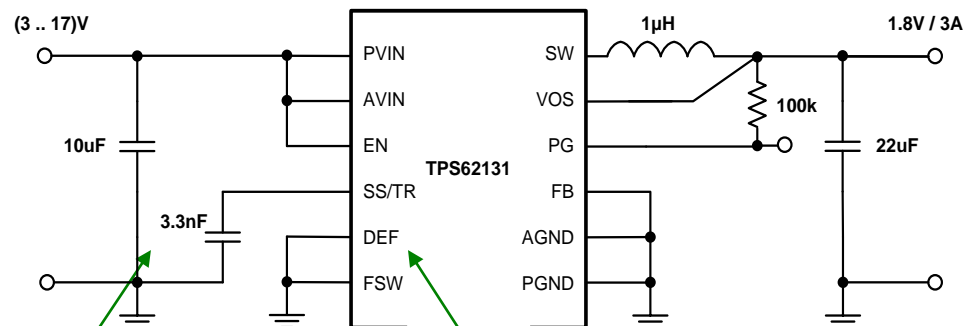 (3 .. 17)V
1µH
1.8V / 3A
PVIN
SW
AVIN
VOS
100k
10uF
EN
PG
22uF
TPS62131
SS/TR
FB
3.3nF
DEF
AGND
FSW
PGND